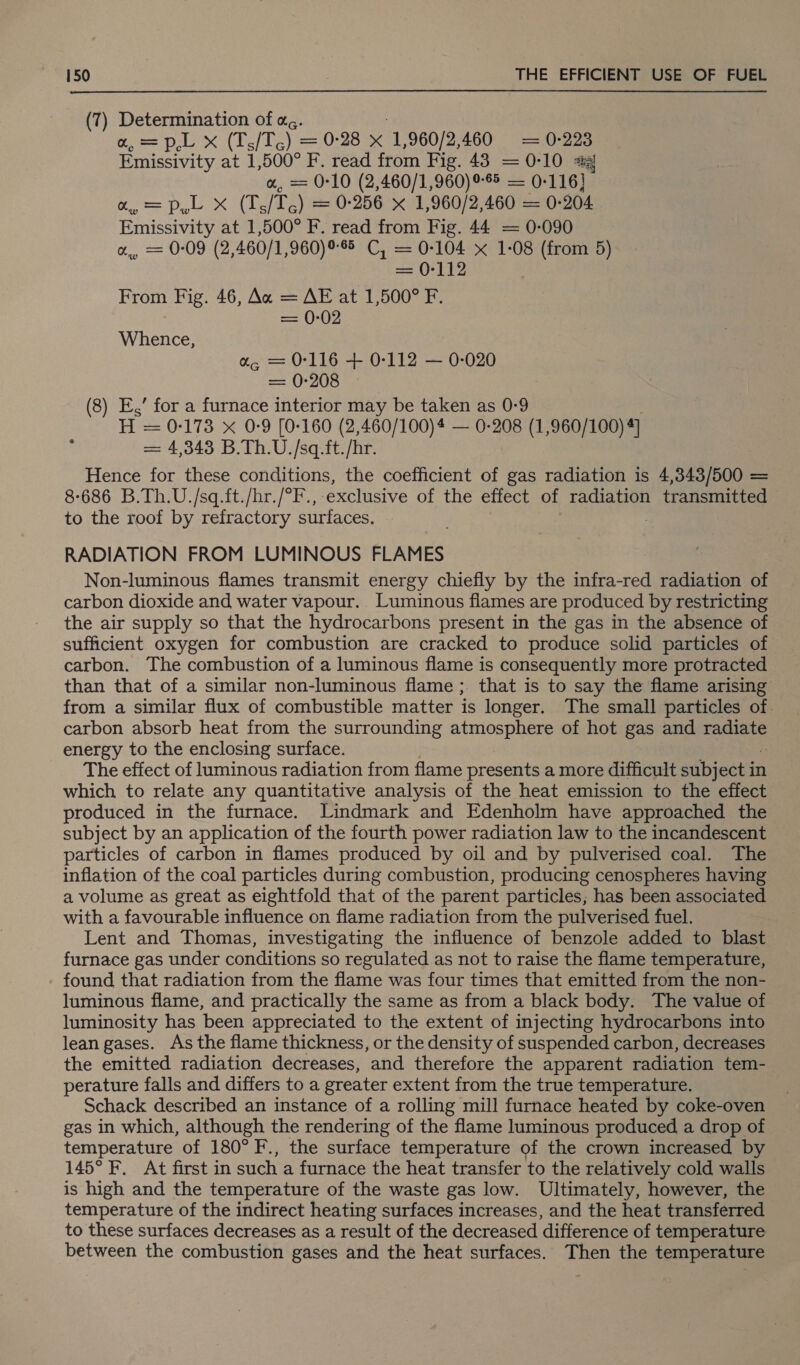 150 THE EFFICIENT USE OF FUEL
(7) Determination of α_G.
α_c = p_cL × (T_S/T_G) = 0·28 × 1,960/2,460 = 0·223
Emissivity at 1,500° F. read from Fig. 43 = 0·10
α_c = 0·10 (2,460/1,960)^0·65 = 0·116]
α_w = p_wL × (T_S/T_G) = 0·256 × 1,960/2,460 = 0·204
Emissivity at 1,500° F. read from Fig. 44 = 0·090
α_w = 0·09 (2,460/1,960)^0·65 C₁ = 0·104 × 1·08 (from 5)
= 0·112
From Fig. 46, Δα = ΔE at 1,500° F.
= 0·02
Whence,
α_G = 0·116 + 0·112 — 0·020
= 0·208
(8) E_S′ for a furnace interior may be taken as 0·9
H = 0·173 × 0·9 [0·160 (2,460/100)⁴ — 0·208 (1,960/100)⁴]
= 4,343 B.Th.U./sq.ft./hr.
Hence for these conditions, the coefficient of gas radiation is 4,343/500 =
8·686 B.Th.U./sq.ft./hr./°F., exclusive of the effect of radiation transmitted
to the roof by refractory surfaces.
RADIATION FROM LUMINOUS FLAMES
Non-luminous flames transmit energy chiefly by the infra-red radiation of
carbon dioxide and water vapour. Luminous flames are produced by restricting
the air supply so that the hydrocarbons present in the gas in the absence of
sufficient oxygen for combustion are cracked to produce solid particles of
carbon. The combustion of a luminous flame is consequently more protracted
than that of a similar non-luminous flame; that is to say the flame arising
from a similar flux of combustible matter is longer. The small particles of
carbon absorb heat from the surrounding atmosphere of hot gas and radiate
energy to the enclosing surface.
The effect of luminous radiation from flame presents a more difficult subject in
which to relate any quantitative analysis of the heat emission to the effect
produced in the furnace. Lindmark and Edenholm have approached the
subject by an application of the fourth power radiation law to the incandescent
particles of carbon in flames produced by oil and by pulverised coal. The
inflation of the coal particles during combustion, producing cenospheres having
a volume as great as eightfold that of the parent particles, has been associated
with a favourable influence on flame radiation from the pulverised fuel.
Lent and Thomas, investigating the influence of benzole added to blast
furnace gas under conditions so regulated as not to raise the flame temperature,
found that radiation from the flame was four times that emitted from the non-
luminous flame, and practically the same as from a black body. The value of
luminosity has been appreciated to the extent of injecting hydrocarbons into
lean gases. As the flame thickness, or the density of suspended carbon, decreases
the emitted radiation decreases, and therefore the apparent radiation tem-
perature falls and differs to a greater extent from the true temperature.
Schack described an instance of a rolling mill furnace heated by coke-oven
gas in which, although the rendering of the flame luminous produced a drop of
temperature of 180° F., the surface temperature of the crown increased by
145° F. At first in such a furnace the heat transfer to the relatively cold walls
is high and the temperature of the waste gas low. Ultimately, however, the
temperature of the indirect heating surfaces increases, and the heat transferred
to these surfaces decreases as a result of the decreased difference of temperature
between the combustion gases and the heat surfaces. Then the temperature